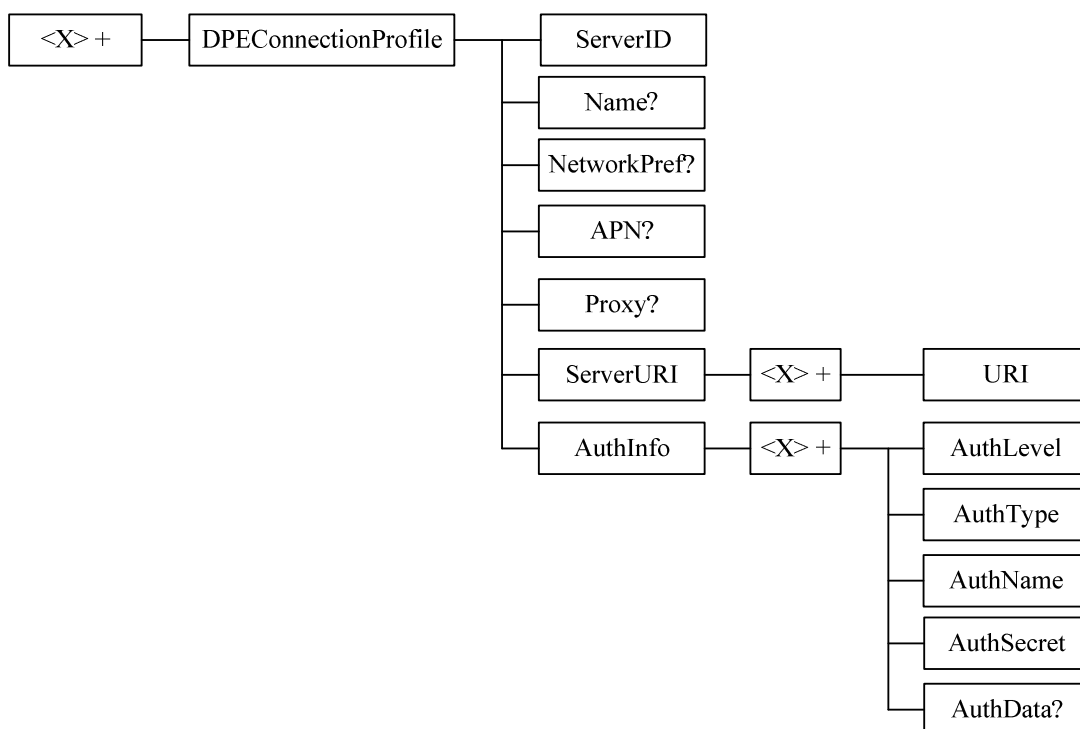 <X> +
DPEConnectionProfile
ServerID
Name?
NetworkPref?
APN?
Proxy?
ServerURI
<X> +
URI
AuthInfo
<X> +
AuthLevel
AuthType
AuthName
AuthSecret
AuthData?